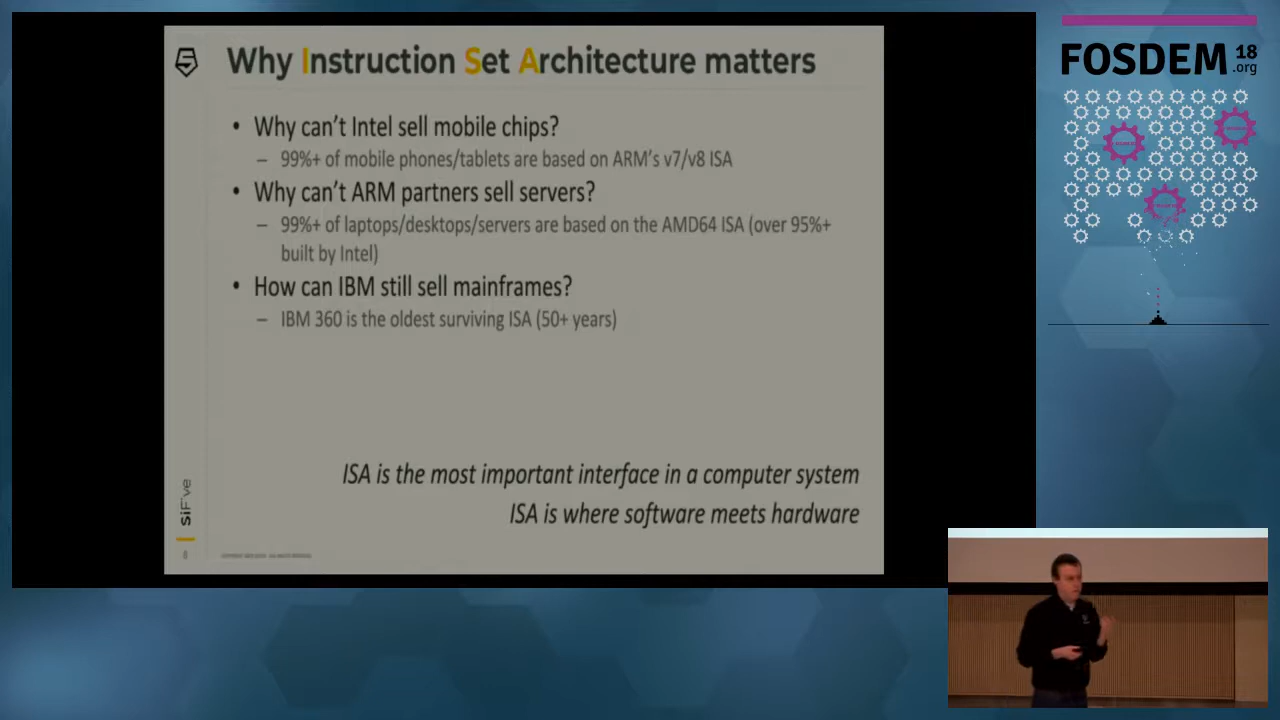 Why Instruction Set Architecture matters
• Why can't Intel sell mobile chips?
– 99%+ of mobile phones/tablets are based on ARM's v7/v8 ISA
• Why can't ARM partners sell servers?
– 99%+ of laptops/desktops/servers are based on the AMD64 ISA (over 95%+
built by Intel)
• How can IBM still sell mainframes?
– IBM 360 is the oldest surviving ISA (50+ years)
ISA is the most important interface in a computer system
ISA is where software meets hardware
SiFive
FOSDEM 18
.org